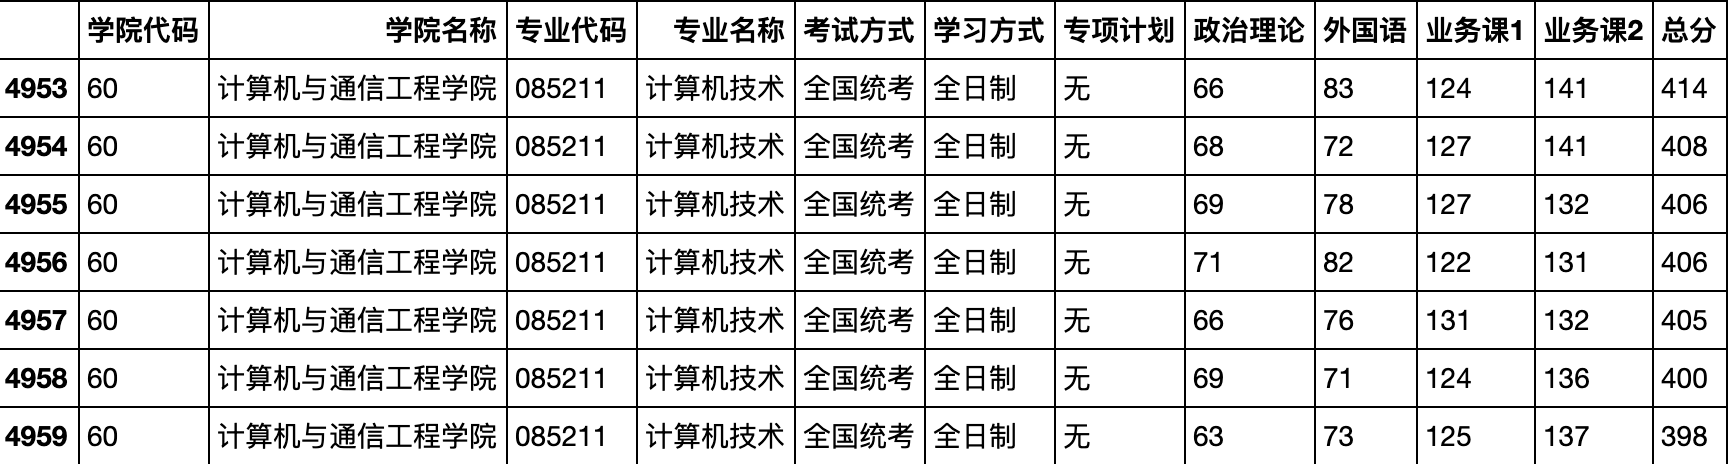 学院代码 学院名称 专业代码 专业名称 考试方式 学习方式 专项计划 政治理论 外国语 业务课1 业务课2 总分
4953 60 计算机与通信工程学院 085211 计算机技术 全国统考 全日制 无 66 83 124 141 414
4954 60 计算机与通信工程学院 085211 计算机技术 全国统考 全日制 无 68 72 127 141 408
4955 60 计算机与通信工程学院 085211 计算机技术 全国统考 全日制 无 69 78 127 132 406
4956 60 计算机与通信工程学院 085211 计算机技术 全国统考 全日制 无 71 82 122 131 406
4957 60 计算机与通信工程学院 085211 计算机技术 全国统考 全日制 无 66 76 131 132 405
4958 60 计算机与通信工程学院 085211 计算机技术 全国统考 全日制 无 69 71 124 136 400
4959 60 计算机与通信工程学院 085211 计算机技术 全国统考 全日制 无 63 73 125 137 398